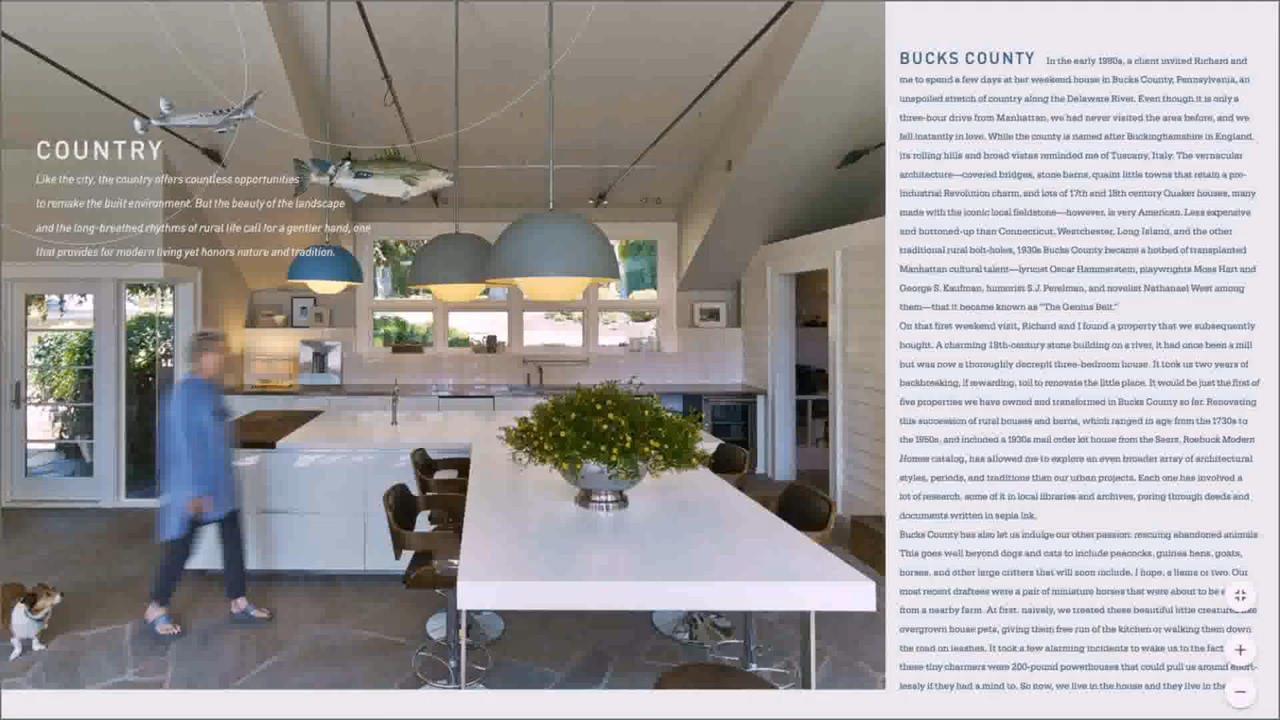 COUNTRY
Like the city, the country offers countless opportunities
to remake the built environment. But the beauty of the landscape
and the long-breathed rhythms of rural life call for a gentler hand, one
that provides for modern living yet honors nature and tradition.
BUCKS COUNTY In the early 1980s, a client invited Richard and
me to spend a few days at her weekend house in Bucks County, Pennsylvania, an
unspoiled stretch of country along the Delaware River. Even though it is only a
three-hour drive from Manhattan, we had never visited the area before, and we
fell instantly in love. While the county is named after Buckinghamshire in England,
its rolling hills and broad vistas reminded me of Tuscany, Italy. The vernacular
architecture—covered bridges, stone barns, quaint little towns that retain a pre-
industrial Revolution charm, and lots of 17th and 18th century Quaker houses, many
made with the iconic local fieldstone—however, is very American. Less expensive
and buttoned-up than Connecticut, Westchester, Long Island, and the other
traditional rural bolt-holes, 1930s Bucks County became a hotbed of transplanted
Manhattan cultural talent—lyricist Oscar Hammerstein, playwrights Moss Hart and
George S. Kaufman, humorist S.J. Perelman, and novelist Nathanael West among
them—that it became known as "The Genius Belt."
On that first weekend visit, Richard and I found a property that we subsequently
bought. A charming 18th-century stone building on a river, it had once been a mill
but was now a thoroughly decrepit three-bedroom house. It took us two years of
backbreaking, if rewarding, toil to renovate the little place. It would be just the first of
five properties we have owned and transformed in Bucks County so far. Renovating
this succession of rural houses and barns, which ranged in age from the 1730s to
the 1950s, and included a 1930s mail order kit house from the Sears, Roebuck Modern
Homes catalog, has allowed me to explore an even broader array of architectural
styles, periods, and traditions than our urban projects. Each one has involved a
lot of research, some of it in local libraries and archives, poring through deeds and
documents written in sepia ink.
Bucks County has also let us indulge our other passion: rescuing abandoned animals
This goes well beyond dogs and cats to include peacocks, guinea hens, goats,
horses, and other large critters that will soon include, I hope, a llama or two. Our
most recent draftees were a pair of miniature horses that were about to be
from a nearby farm. At first, naively, we treated these beautiful little creatures like
overgrown house pets, giving them free run of the kitchen or walking them down
the road on leashes. It took a few alarming incidents to wake us to the fact
these tiny charmers were 200-pound powerhouses that could pull us around effort-
lessly if they had a mind to. So now, we live in the house and they live in the